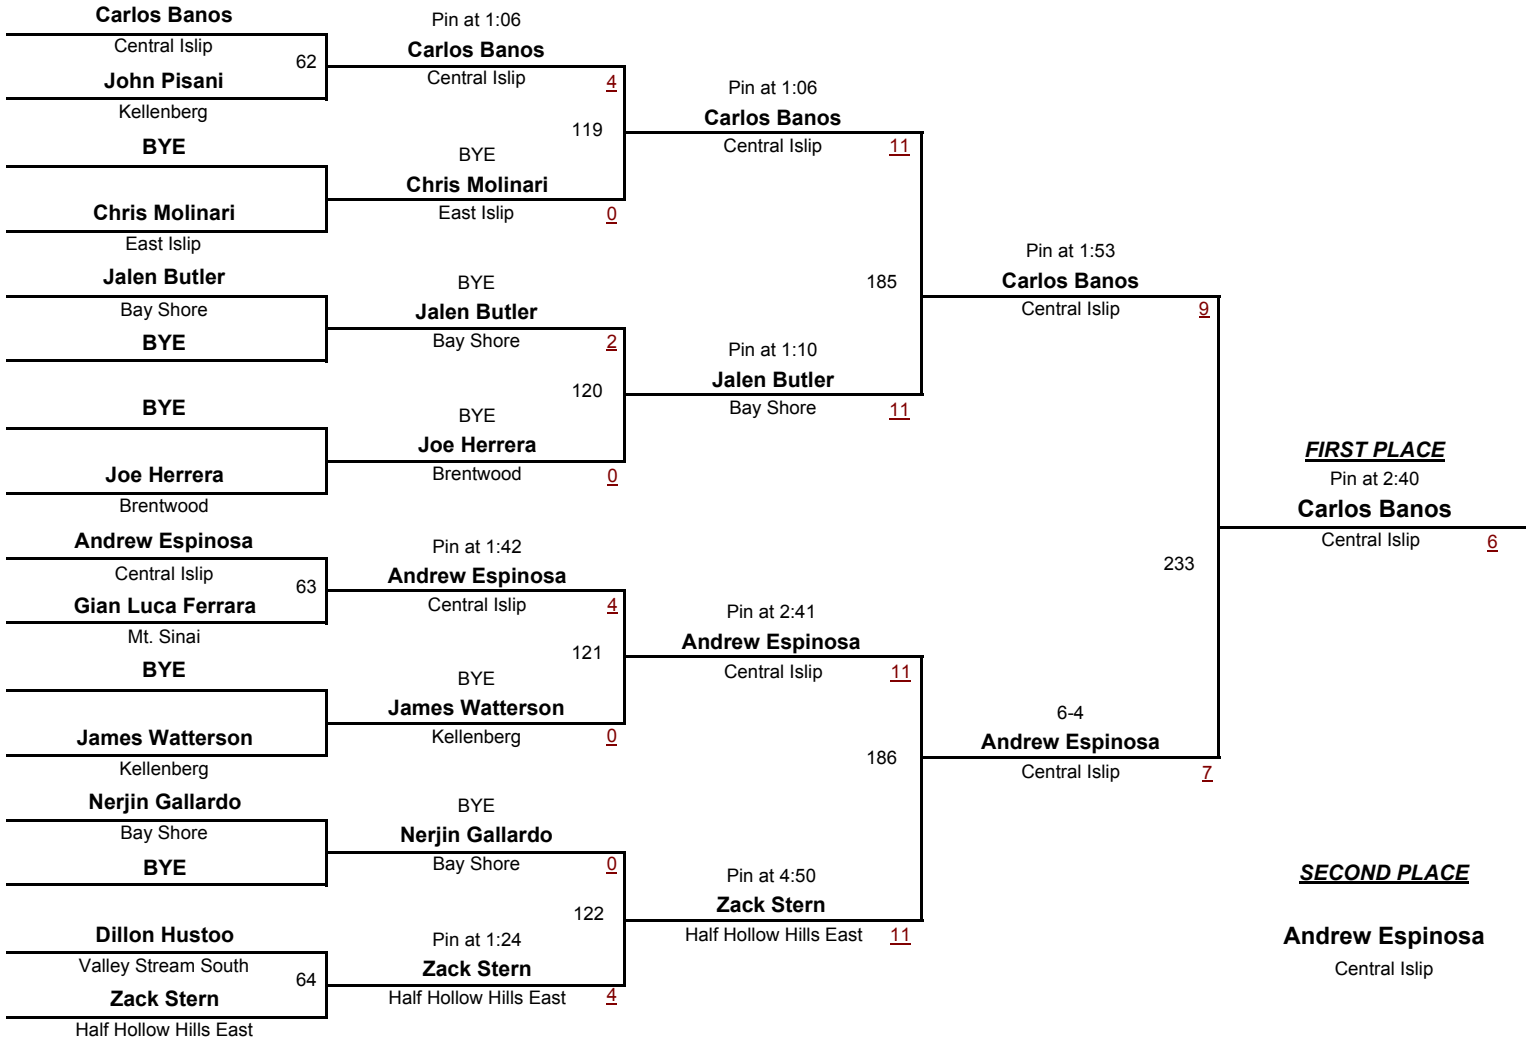 Carlos Banos
Central Islip
62
John Pisani
Kellenberg
BYE
Chris Molinari
East Islip
Jalen Butler
Bay Shore
BYE
BYE
Joe Herrera
Brentwood
Andrew Espinosa
Central Islip
63
Gian Luca Ferrara
Mt. Sinai
BYE
James Watterson
Kellenberg
Nerjin Gallardo
Bay Shore
BYE
Dillon Hustoo
Valley Stream South
64
Zack Stern
Half Hollow Hills East
Pin at 1:06
Carlos Banos
Central Islip
4
119
BYE
Chris Molinari
East Islip
0
BYE
Jalen Butler
Bay Shore
2
120
BYE
Joe Herrera
Brentwood
0
Pin at 1:42
Andrew Espinosa
Central Islip
4
121
BYE
James Watterson
Kellenberg
0
BYE
Nerjin Gallardo
Bay Shore
0
122
Pin at 1:24
Zack Stern
Half Hollow Hills East
4
Pin at 1:06
Carlos Banos
Central Islip
11
185
Pin at 1:10
Jalen Butler
Bay Shore
11
Pin at 2:41
Andrew Espinosa
Central Islip
11
186
Pin at 4:50
Zack Stern
Half Hollow Hills East
11
Pin at 1:53
Carlos Banos
Central Islip
9
233
6-4
Andrew Espinosa
Central Islip
7
FIRST PLACE
Pin at 2:40
Carlos Banos
Central Islip
6
SECOND PLACE
Andrew Espinosa
Central Islip